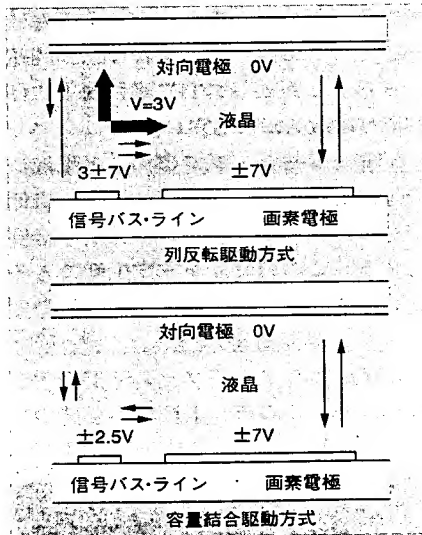 対向電極 0V
V=3V
液晶
3±7V
±7V
信号バス・ライン 画素電極
列反転駆動方式
対向電極 0V
液晶
±2.5V
±7V
信号バス・ライン 画素電極
容量結合駆動方式